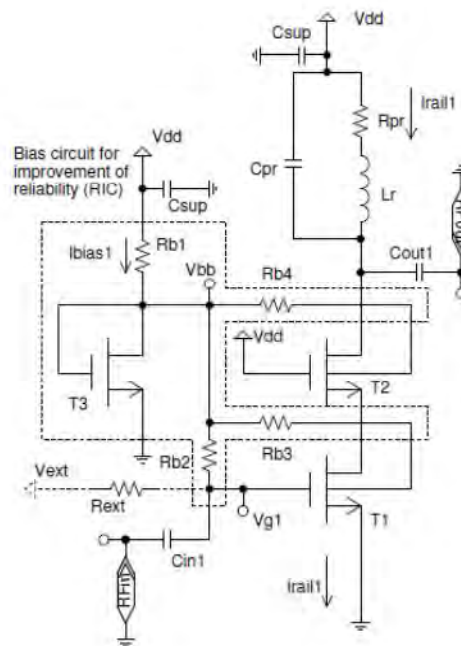 Vdd
Csup
Rpr
Irail1
Cpr
Lr
Vdd
Bias circuit for
improvement of
reliability (RIC)
Csup
Ibias1
Rb1
Cout1
Vbb
Rb4
Vdd
T3
T2
Rb2
Rb3
Vext
Rext
Vg1
T1
Cin1
Irail1
RFin